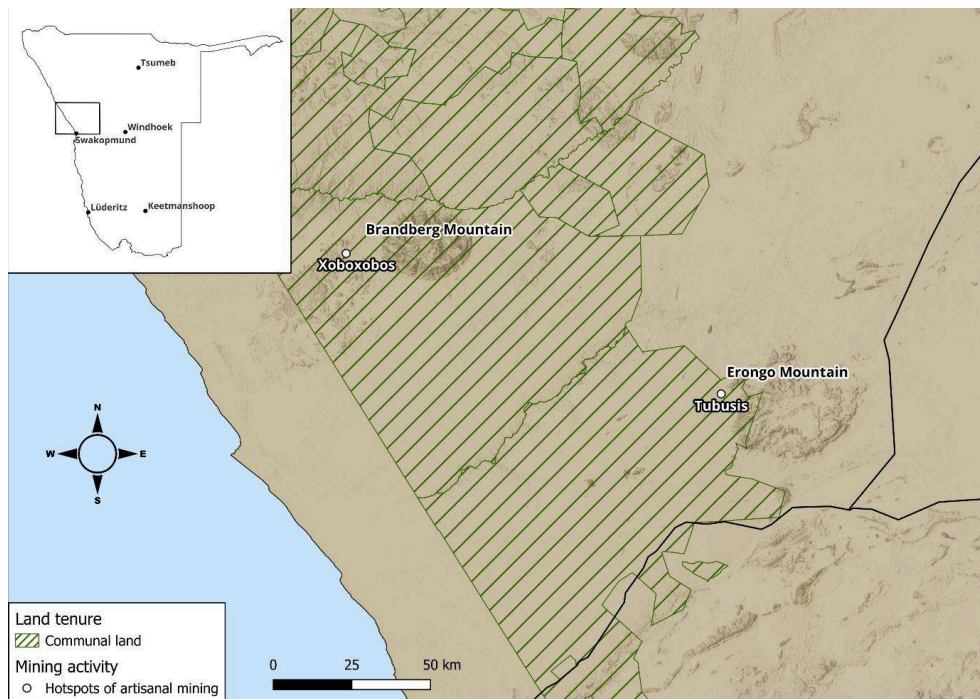 Tsumeb
Windhoek
Swakopmund
Lüderitz
Keetmanshoop
Brandberg Mountain
Xoboxobos
Erongo Mountain
Tubusis
N
W
E
S
Land tenure
Communal land
Mining activity
Hotspots of artisanal mining
0
25
50 km